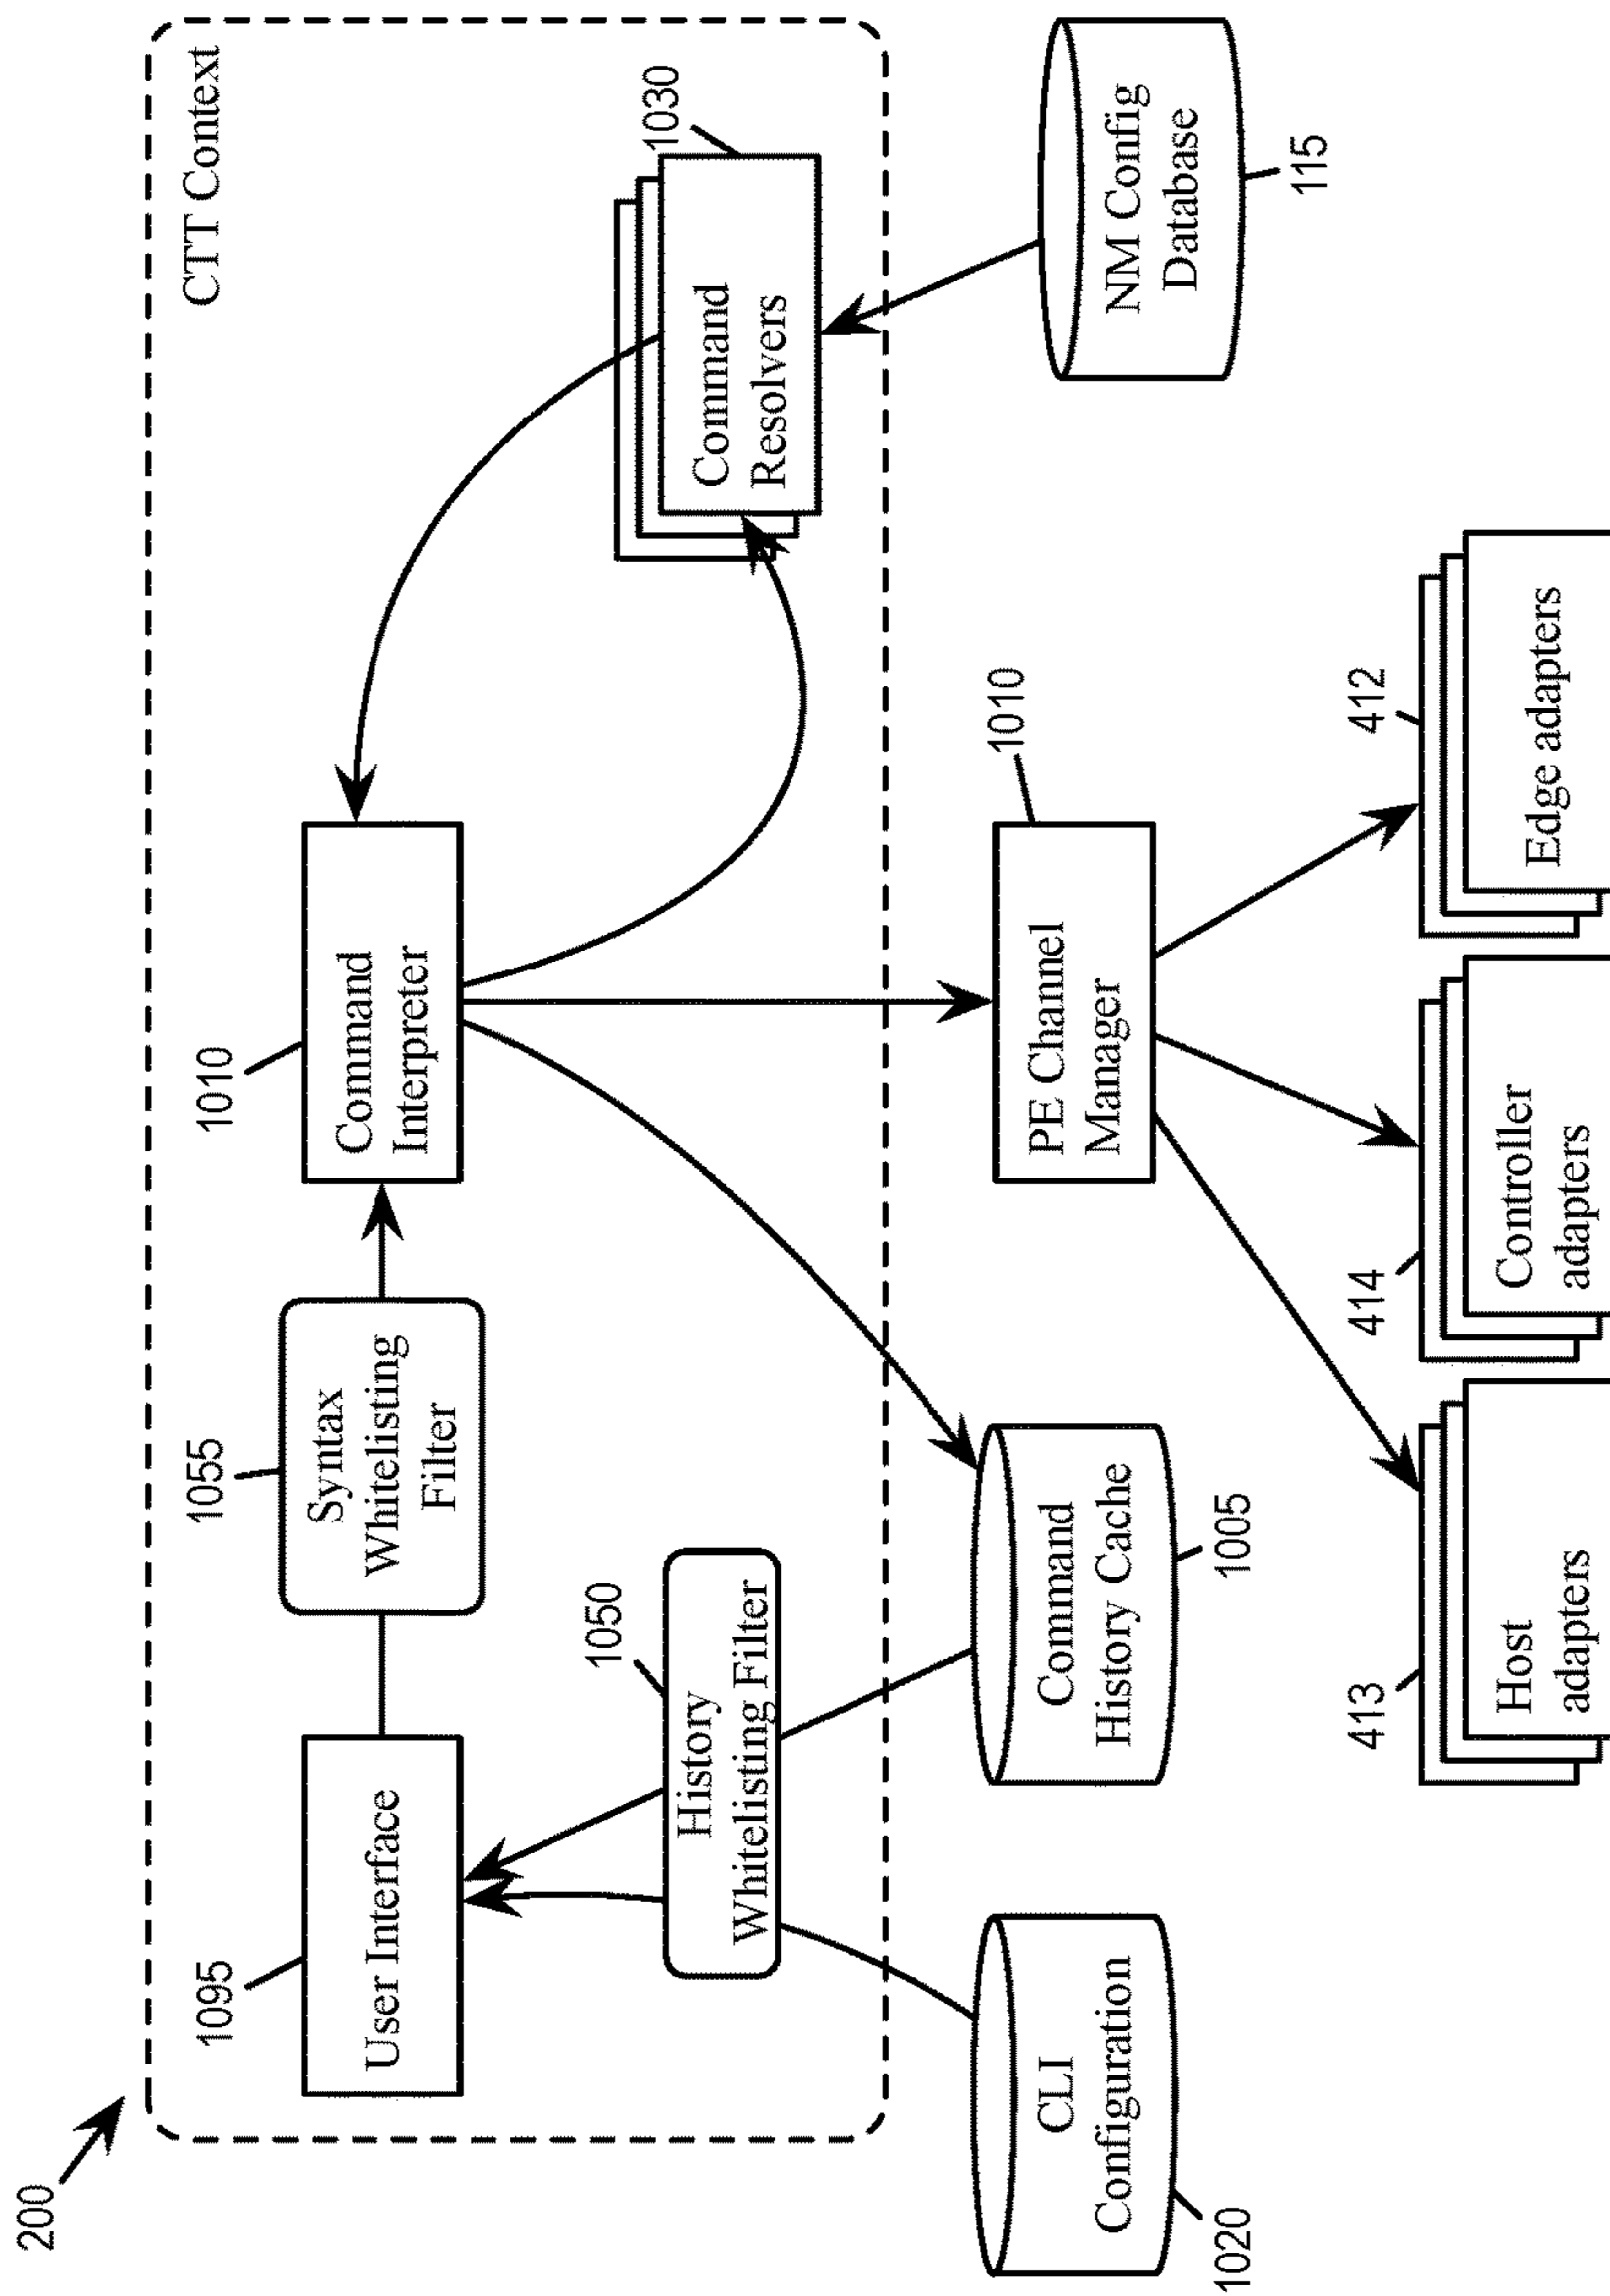 200
CTT Context
1095
User Interface
1055
Syntax
Whitelisting
Filter
1010
Command
Interpreter
1030
Command
Resolvers
1050
History
Whitelisting Filter
1020
CLI
Configuration
1005
Command
History Cache
1010
PE Channel
Manager
115
NM Config
Database
413
Host
adapters
414
Controller
adapters
412
Edge adapters